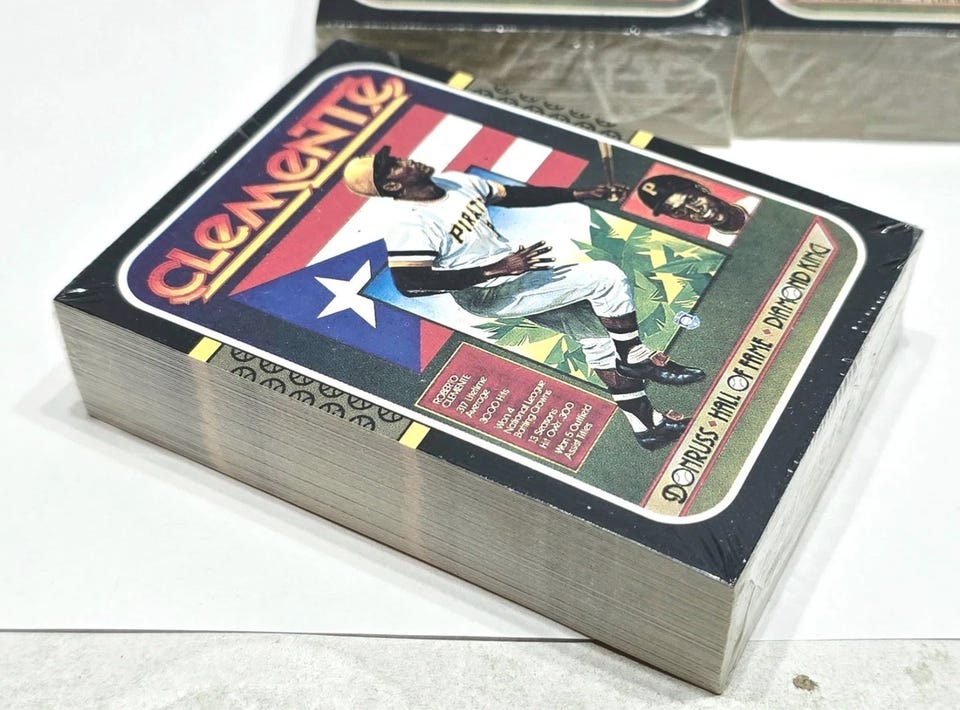 CLEMENTE
PIRATES
P
ROBERTO
CLEMENTE
.317 Lifetime
Average
3000 Hits
Won 4
National League
Batting Crowns
13 Seasons
Hit Over .300
Won 5 Outfield
Assist Titles
DONRUSS • HALL OF FAME • DIAMOND KING